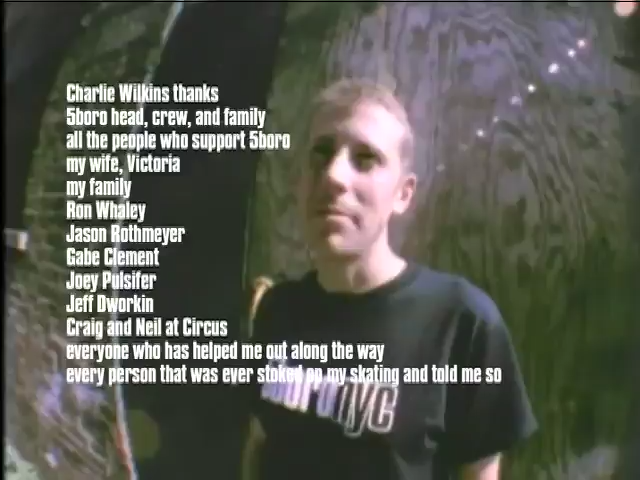 Charlie Wilkins thanks
5boro head, crew, and family
all the people who support 5boro
my wife, Victoria
my family
Ron Whaley
Jason Rothmeyer
Gabe Clement
Joey Pulsifer
Jeff Dworkin
Craig and Neil at Circus
everyone who has helped me out along the way
every person that was ever stoked on my skating and told me so
nyc